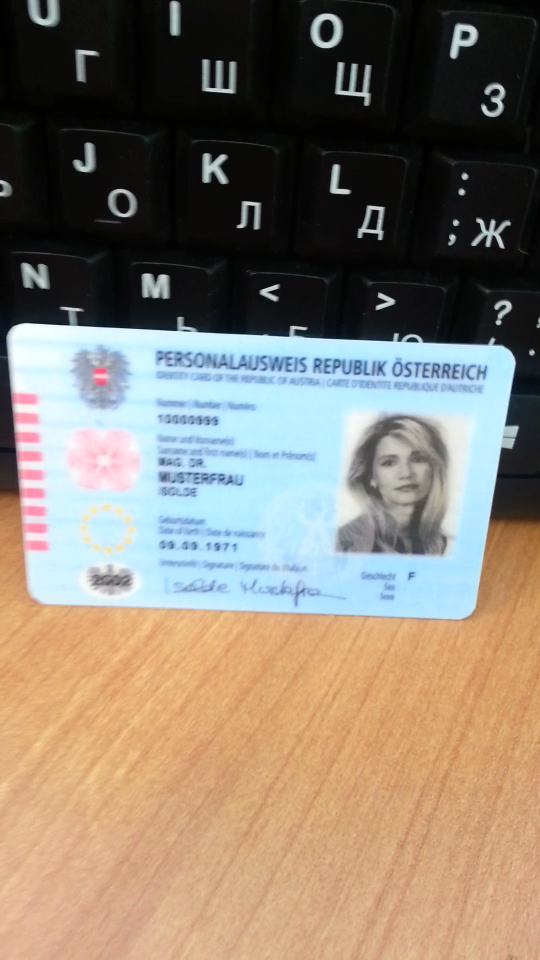 U
Г
I
Ш
O
Щ
P
З
J
О
K
Л
L
Д
:
; Ж
N
Т
M
Ь
<
>
?
PERSONALAUSWEIS REPUBLIK ÖSTERREICH
IDENTITY CARD OF THE REPUBLIC OF AUSTRIA | CARTE D'IDENTITE REPUBLIQUE D'AUTRICHE
Nummer | Number | Numéro
10000999
Name und Vorname(n)
Surname and First name(s) | Nom et Prénom(s)
MAG. DR.
MUSTERFRAU
ISOLDE
Geburtsdatum
Date of birth | Date de naissance
09.09.1971
Unterschrift | Signature | Signature du titulaire
Isolde Musterfrau
2002
Geschlecht F
Sex
Sexe